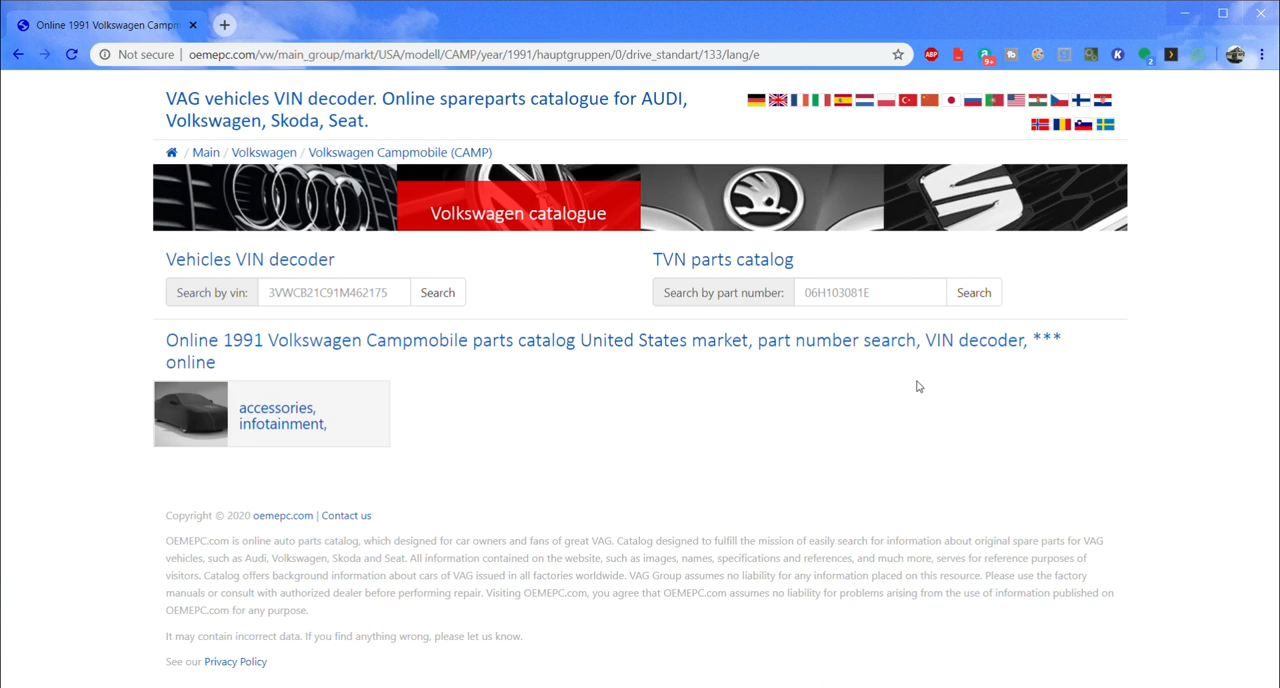 Online 1991 Volkswagen Campm
Not secure | oemepc.com/vw/main_group/markt/USA/modell/CAMP/year/1991/hauptgruppen/0/drive_standart/133/lang/e
ABP
9+
K
2
VAG vehicles VIN decoder. Online spareparts catalogue for AUDI,
Volkswagen, Skoda, Seat.
/ Main / Volkswagen / Volkswagen Campmobile (CAMP)
Volkswagen catalogue
Vehicles VIN decoder
TVN parts catalog
Search by vin: 3VWCB21C91M462175 Search
Search by part number: 06H103081E Search
Online 1991 Volkswagen Campmobile parts catalog United States market, part number search, VIN decoder, ***
online
accessories,
infotainment,
Copyright © 2020 oemepc.com | Contact us
OEMEPC.com is online auto parts catalog, which designed for car owners and fans of great VAG. Catalog designed to fulfill the mission of easily search for information about original spare parts for VAG
vehicles, such as Audi, Volkswagen, Skoda and Seat. All information contained on the website, such as images, names, specifications and references, and much more, serves for reference purposes of
visitors. Catalog offers background information about cars of VAG issued in all factories worldwide. VAG Group assumes no liability for any information placed on this resource. Please use the factory
manuals or consult with authorized dealer before performing repair. Visiting OEMEPC.com, you agree that OEMEPC.com assumes no liability for problems arising from the use of information published on
OEMEPC.com for any purpose.
It may contain incorrect data. If you find anything wrong, please let us know.
See our Privacy Policy